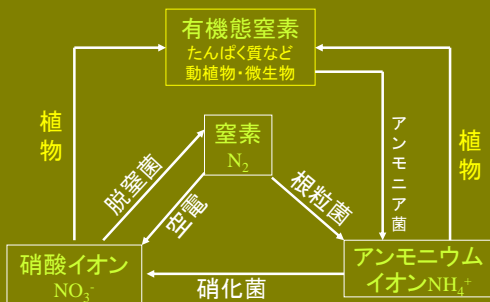 有機態窒素
たんぱく質など
動植物・微生物
植物
窒素
N₂
アンモニア菌
植物
脱窒菌
空電
根粒菌
硝酸イオン
NO₃⁻
硝化菌
アンモニウム
イオンNH₄⁺